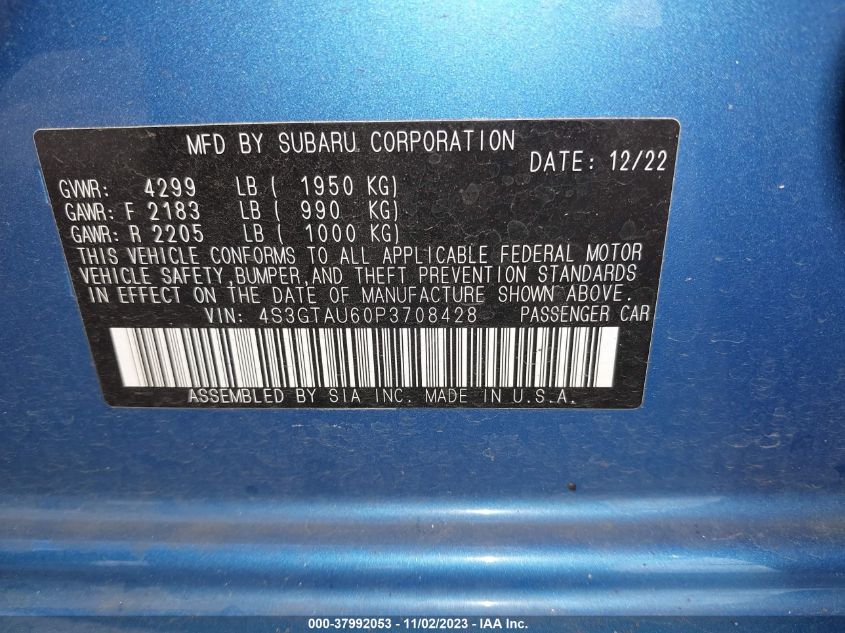 MFD BY SUBARU CORPORATION
DATE: 12/22
GVWR: 4299 LB ( 1950 KG)
GAWR: F 2183 LB ( 990 KG)
GAWR: R 2205 LB ( 1000 KG)
THIS VEHICLE CONFORMS TO ALL APPLICABLE FEDERAL MOTOR
VEHICLE SAFETY,BUMPER,AND THEFT PREVENTION STANDARDS
IN EFFECT ON THE DATE OF MANUFACTURE SHOWN ABOVE.
VIN: 4S3GTAU60P3708428 PASSENGER CAR
ASSEMBLED BY SIA INC. MADE IN U.S.A.
000-37992053 - 11/02/2023 - IAA Inc.